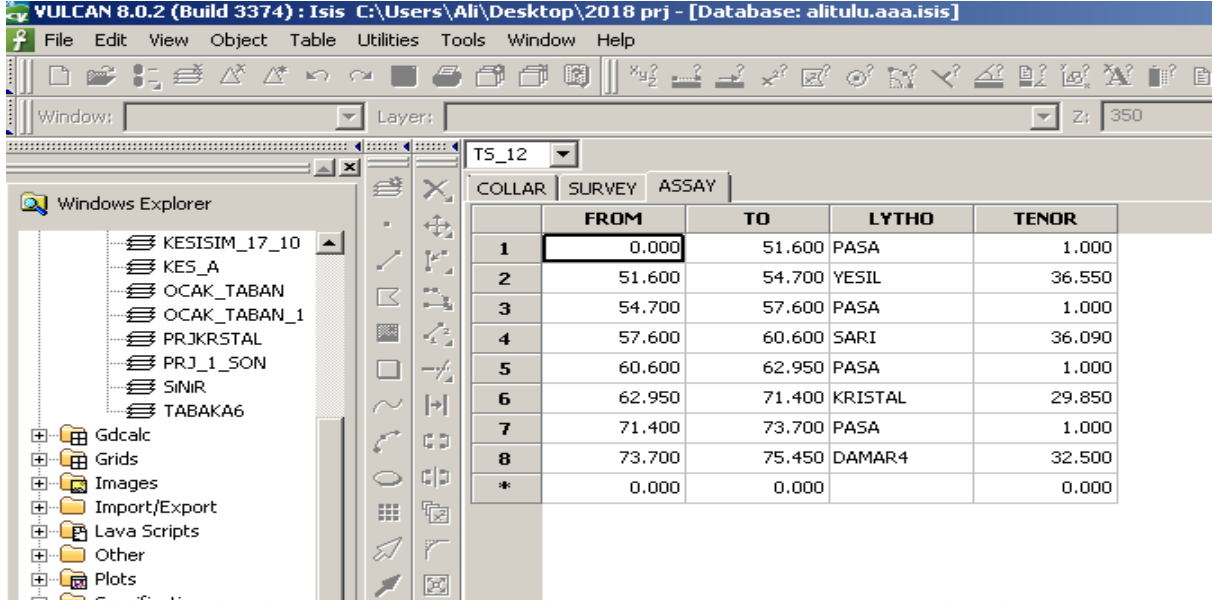 VULCAN 8.0.2 (Build 3374) : Isis C:\Users\Ali\Desktop\2018 prj - [Database: alitulu.aaa.isis]
File Edit View Object Table Utilities Tools Window Help
Window: Layer: Z: 350
TS_12
COLLAR SURVEY ASSAY
Windows Explorer
KESISIM_17_10
KES_A
OCAK_TABAN
OCAK_TABAN_1
PRJKRSTAL
PRJ_1_SON
SiNiR
TABAKA6
Gdcalc
Grids
Images
Import/Export
Lava Scripts
Other
Plots
FROM TO LYTHO TENOR
1 0.000 51.600 PASA 1.000
2 51.600 54.700 YESIL 36.550
3 54.700 57.600 PASA 1.000
4 57.600 60.600 SARI 36.090
5 60.600 62.950 PASA 1.000
6 62.950 71.400 KRISTAL 29.850
7 71.400 73.700 PASA 1.000
8 73.700 75.450 DAMAR4 32.500
* 0.000 0.000 0.000